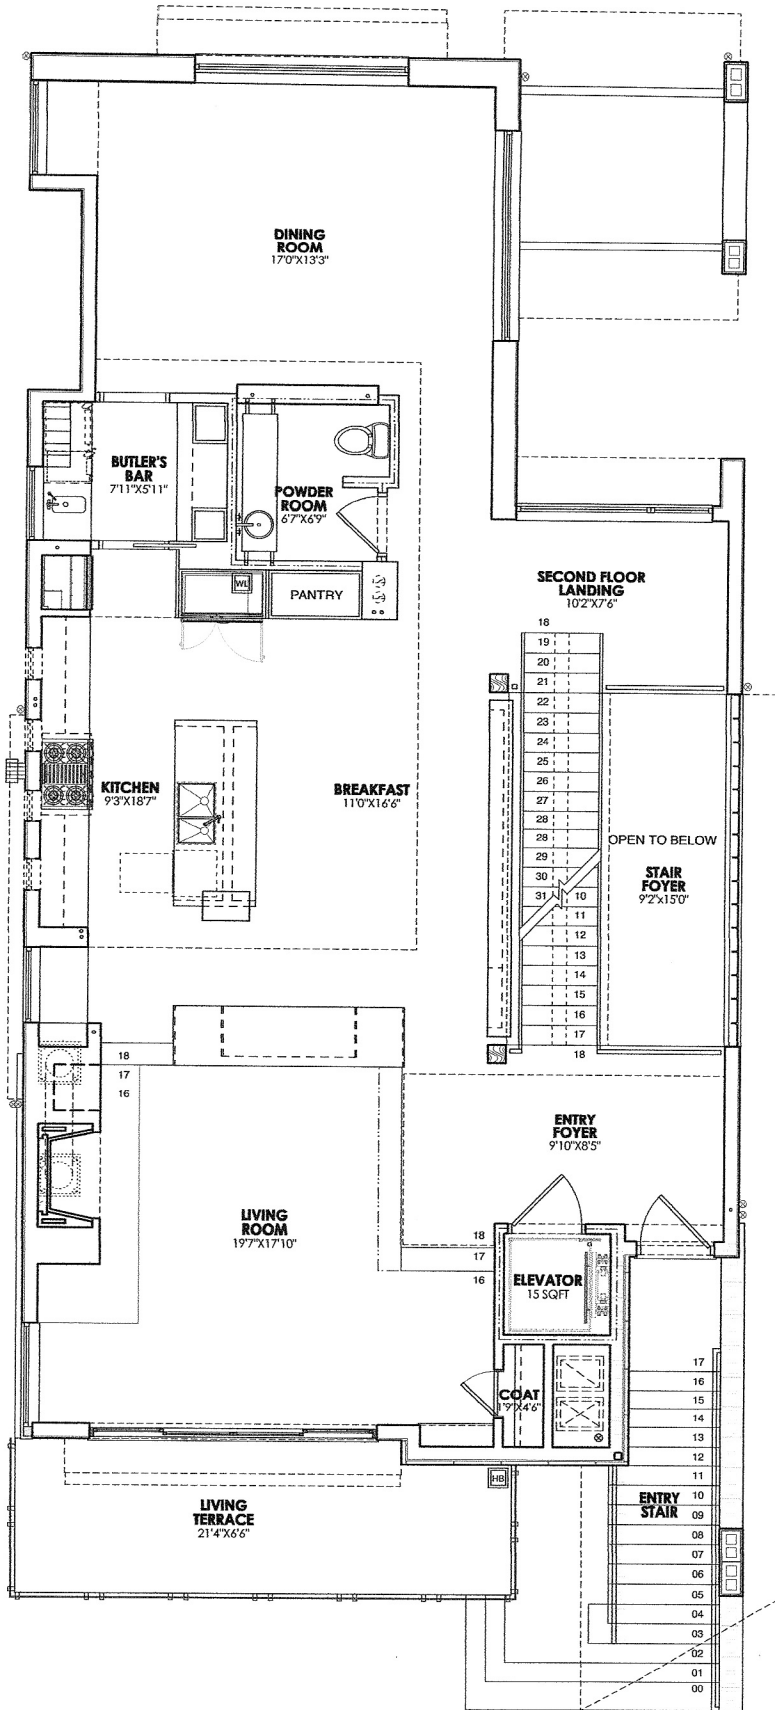 DINING
ROOM
17'0"X13'3"
BUTLER'S
BAR
7'11"X5'11"
POWDER
ROOM
6'7"X6'9"
WL
PANTRY
SECOND FLOOR
LANDING
10'2"X7'6"
18
19
20
21
22
23
24
25
26
27
28
28
29
30
31 10
11
12
13
14
15
16
17
18
KITCHEN
9'3"X18'7"
BREAKFAST
11'0"X16'6"
OPEN TO BELOW
STAIR
FOYER
9'2"x15'0"
18
17
16
ENTRY
FOYER
9'10"X8'5"
LIVING
ROOM
19'7"X17'10"
18
17
16
ELEVATOR
15 SQFT
COAT
1'9"X4'6"
17
16
15
14
13
12
11
10
09
08
07
06
05
04
03
02
01
00
ENTRY
STAIR
HB
LIVING
TERRACE
21'4"X6'6"